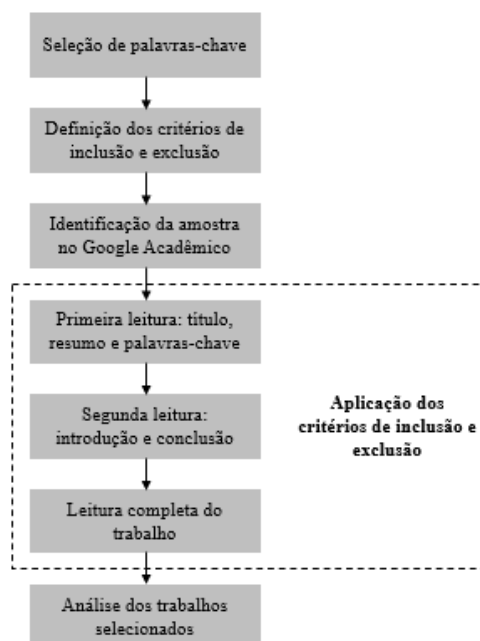 Seleção de palavras-chave
Definição dos critérios de
inclusão e exclusão
Identificação da amostra
no Google Acadêmico
Primeira leitura: título,
resumo e palavras-chave
Segunda leitura:
introdução e conclusão
Aplicação dos
critérios de inclusão e
exclusão
Leitura completa do
trabalho
Análise dos trabalhos
selecionados